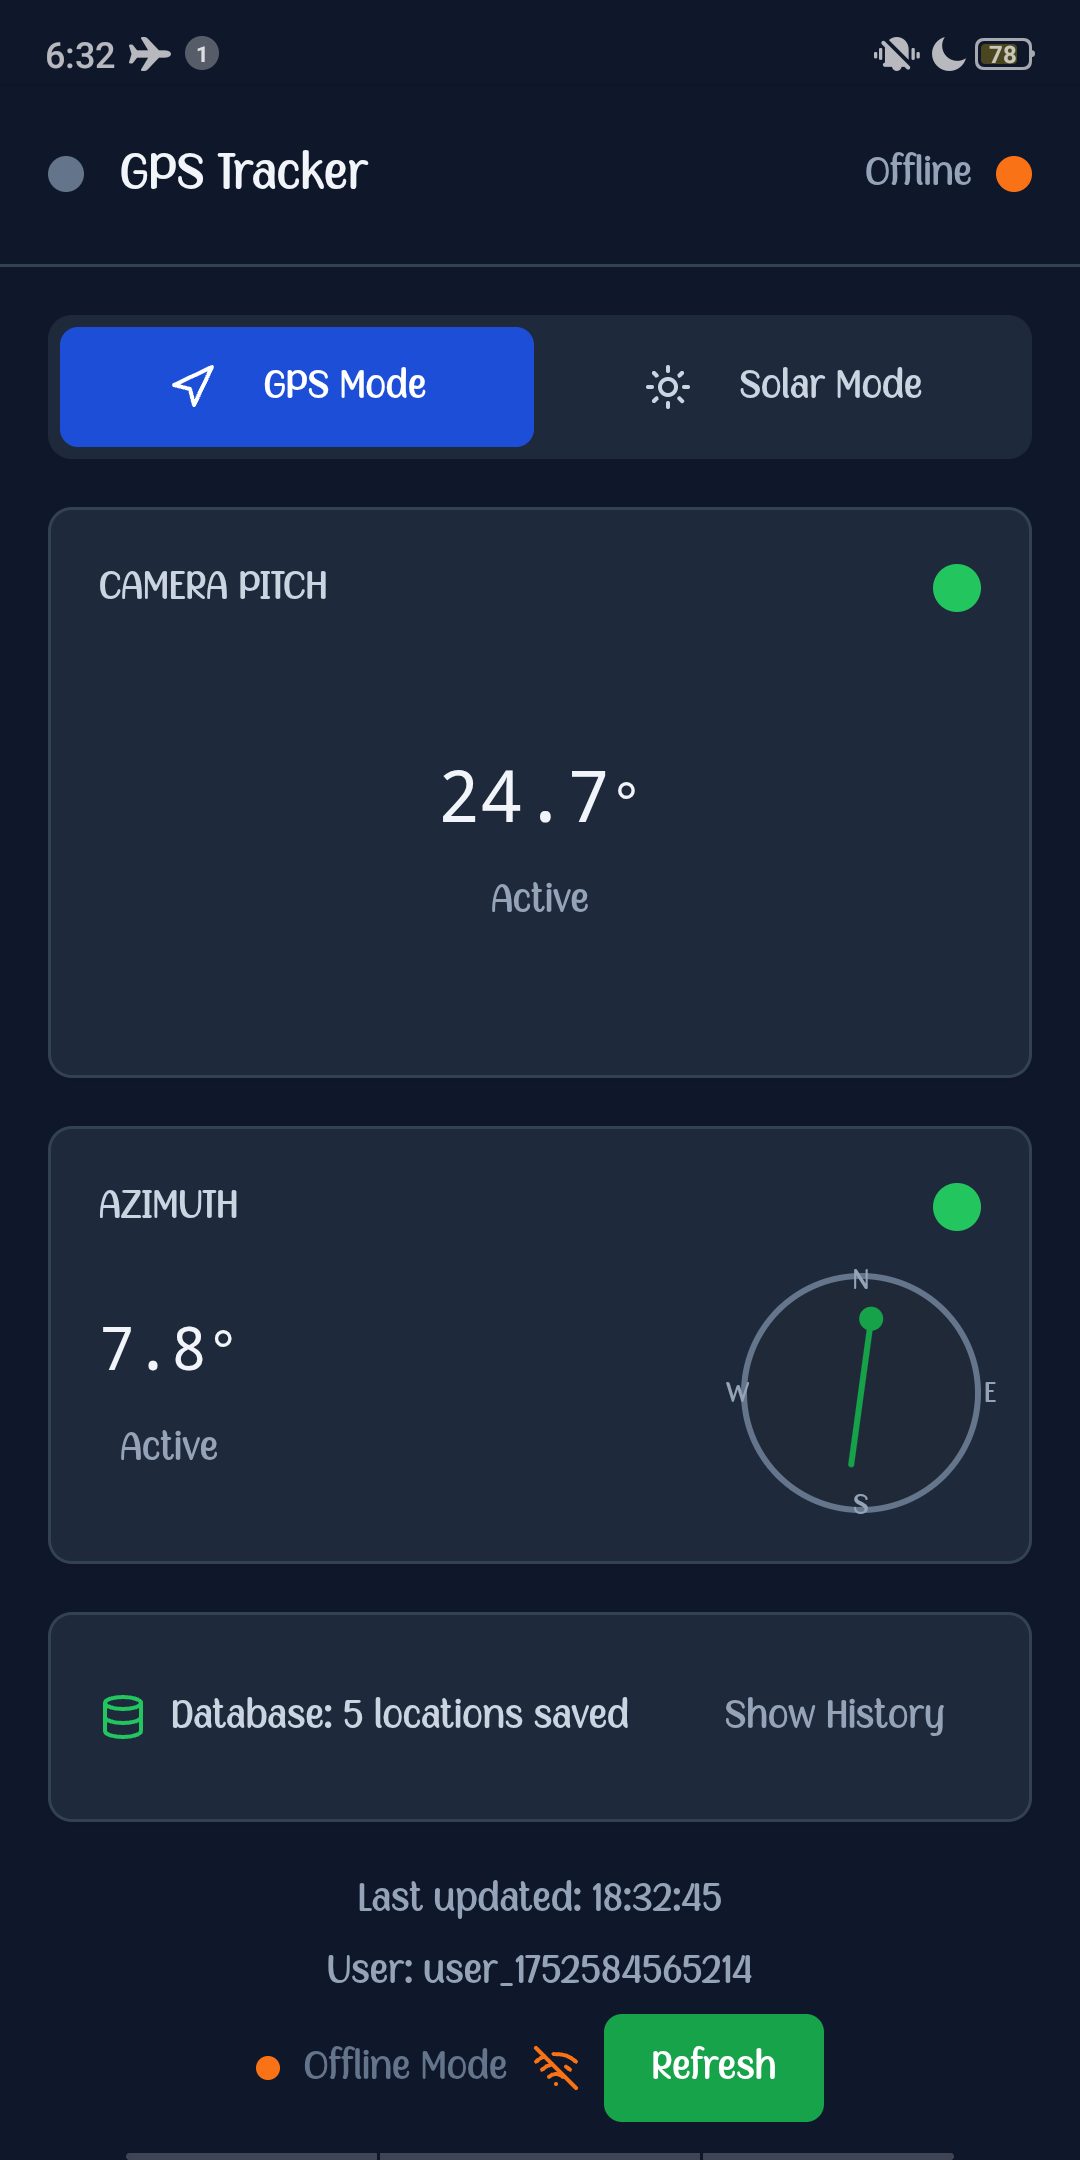 6:32 1 78
GPS Tracker Offline
GPS Mode Solar Mode
CAMERA PITCH
24.7°
Active
AZIMUTH
N
7.8°
W E
Active
S
Database: 5 locations saved Show History
Last updated: 18:32:45
User: user_1752584565214
Offline Mode Refresh